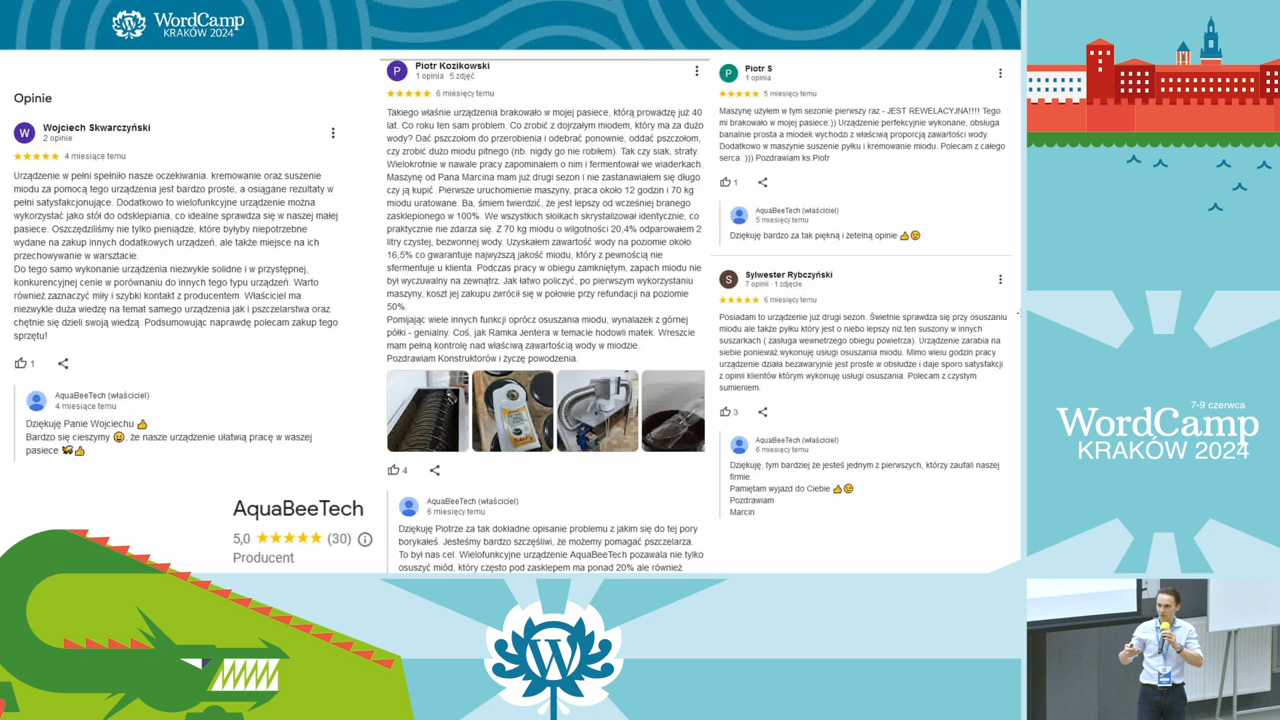 WordCamp
KRAKÓW 2024
Opinie
W
Wojciech Skwarczyński
2 opinie
4 miesiące temu
Urządzenie w pełni spełniło nasze oczekiwania. kremowanie oraz suszenie
miodu za pomocą tego urządzenia jest bardzo proste, a osiągane rezultaty w
pełni satysfakcjonujące. Dodatkowo to wielofunkcyjne urządzenie można
wykorzystać jako stół do odsklepiania, co idealne sprawdza się w naszej małej
pasiece. Oszczędziliśmy nie tylko pieniądze, które byłyby niepotrzebne
wydane na zakup innych dodatkowych urządzeń, ale także miejsce na ich
przechowywanie w warsztacie.
Do tego samo wykonanie urządzenia niezwykle solidne i w przystępnej,
konkurencyjnej cenie w porównaniu do innych tego typu urządzeń. Warto
również zaznaczyć miły i szybki kontakt z producentem. Właściciel ma
niezwykle duża wiedzę na temat samego urządzenia jak i pszczelarstwa oraz
chętnie się dzieli swoją wiedzą. Podsumowując naprawdę polecam zakup tego
sprzętu!
1
AquaBeeTech (właściciel)
4 miesiące temu
Dziękuję Panie Wojciechu 👍
Bardzo się cieszymy 😀, że nasze urządzenie ułatwią pracę w waszej
pasiece 🐝👍
AquaBeeTech
5,0 ★★★★★ (30)
Producent
P
Piotr Kozikowski
1 opinia · 5 zdjęć
6 miesięcy temu
Takiego właśnie urządzenia brakowało w mojej pasiece, którą prowadzę już 40
lat. Co roku ten sam problem. Co zrobić z dojrzałym miodem, który ma za dużo
wody? Dać pszczołom do przerobienia i odebrać ponownie, oddać pszczołom,
czy zrobić dużo miodu pitnego (nb. nigdy go nie robiłem). Tak czy siak, straty.
Wielokrotnie w nawale pracy zapominałem o nim i fermentował we wiaderkach.
Maszynę od Pana Marcina mam już drugi sezon i nie zastanawiałem się długo
czy ją kupić. Pierwsze uruchomienie maszyny, praca około 12 godzin i 70 kg
miodu uratowane. Ba, śmiem twierdzić, że jest lepszy od wcześniej branego
zasklepionego w 100%. We wszystkich słoikach skrystalizował identycznie, co
praktycznie nie zdarza się. Z 70 kg miodu o wilgotności 20,4% odparowałem 2
litry czystej, bezwonnej wody. Uzyskałem zawartość wody na poziomie około
16,5% co gwarantuje najwyższą jakość miodu, który z pewnością nie
sfermentuje u klienta. Podczas pracy w obiegu zamkniętym, zapach miodu nie
był wyczuwalny na zewnątrz. Jak łatwo policzyć, po pierwszym wykorzystaniu
maszyny, koszt jej zakupu zwrócił się w połowie przy refundacji na poziomie
50%.
Pomijając wiele innych funkcji oprócz osuszania miodu, wynalazek z górnej
półki - genialny. Coś, jak Ramka Jentera w temacie hodowli matek. Wreszcie
mam pełną kontrolę nad właściwą zawartością wody w miodzie.
Pozdrawiam Konstruktorów i życzę powodzenia.
4
AquaBeeTech (właściciel)
6 miesięcy temu
Dziękuję Piotrze za tak dokładne opisanie problemu z jakim się do tej pory
borykałeś. Jesteśmy bardzo szczęśliwi, że możemy pomagać pszczelarza.
To był nas cel. Wielofunkcyjne urządzenie AquaBeeTech pozawala nie tylko
osuszyć miód, który często pod zasklepem ma ponad 20% ale również
P
Piotr S
1 opinia
5 miesięcy temu
Maszynę użyłem w tym sezonie pierwszy raz - JEST REWELACYJNA!!!! Tego
mi brakowało w mojej pasiece:)) Urządzenie perfekcyjnie wykonane, obsługa
banalnie prosta a miodek wychodzi z właściwą proporcją zawartości wody.
Dodatkowo w maszynie suszenie pyłku i kremowanie miodu. Polecam z całego
serca :))) Pozdrawiam ks.Piotr
1
AquaBeeTech (właściciel)
5 miesięcy temu
Dziękuję bardzo za tak piękną i żetelną opinie 👍😉
S
Sylwester Rybczyński
7 opinii · 1 zdjęcie
6 miesięcy temu
Posiadam to urządzenie już drugi sezon. Świetnie sprawdza się przy osuszaniu
miodu ale także pyłku który jest o niebo lepszy niż ten suszony w innych
suszarkach ( zasługa wewnętrznego obiegu powietrza). Urządzenie zarabia na
siebie ponieważ wykonuję usługi osuszania miodu. Mimo wieu godzin pracy
urządzenie działa bezawaryjnie jest proste w obsłudze i daje sporo satysfakcji
z opinii klientów którym wykonuję usługi osuszania. Polecam z czystym
sumieniem.
3
AquaBeeTech (właściciel)
6 miesięcy temu
Dziękuję, tym bardziej że jesteś jednym z pierwszych, którzy zaufali naszej
firmie.
Pamiętam wyjazd do Ciebie 👍😉
Pozdrawiam
Marcin
7-9 czerwca
WordCamp
KRAKÓW 2024